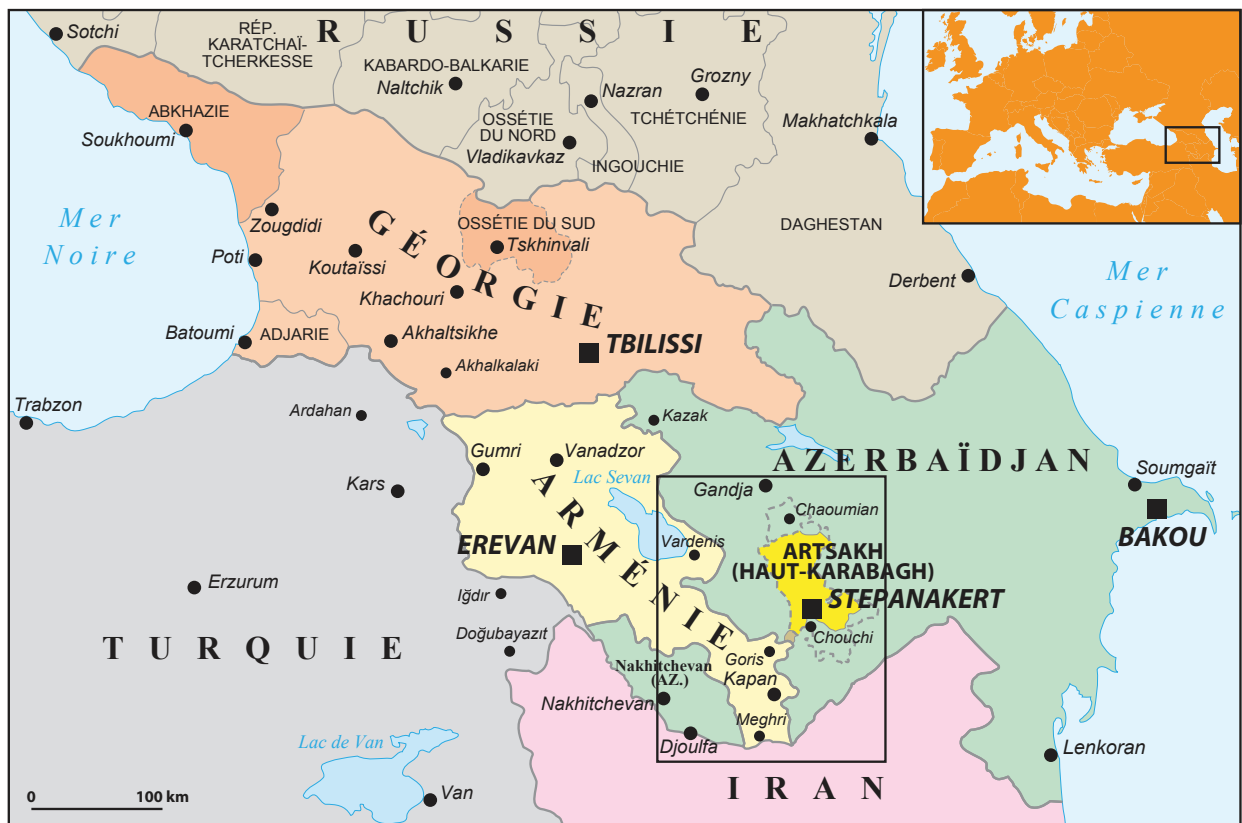 RUSSIE
Sotchi
RÉP.
KARATCHAÏ-
TCHERKESSE
KABARDO-BALKARIE
Naltchik
Grozny
Nazran
TCHÉTCHÉNIE
OSSÉTIE
DU NORD
Vladikavkaz
INGOUCHIE
Makhatchkala
ABKHAZIE
Soukhoumi
Mer
Noire
Zougdidi
OSSÉTIE DU SUD
Tskhinvali
DAGHESTAN
GÉORGIE
Poti
Koutaïssi
Khachouri
Derbent
Mer
Caspienne
Batoumi
ADJARIE
Akhaltsikhe
TBILISSI
Akhalkalaki
Trabzon
Ardahan
Kazak
Gumri
Vanadzor
AZERBAÏDJAN
Soumgaït
Kars
Lac Sevan
Gandja
Chaoumian
BAKOU
ARMÉNIE
EREVAN
Vardenis
ARTSAKH
(HAUT-KARABAGH)
STEPANAKERT
Erzurum
Iğdır
Chouchi
TURQUIE
Doğubayazıt
Goris
Nakhitchevan
(AZ.)
Kapan
Nakhitchevan
Meghri
Djoulfa
Lenkoran
Lac de Van
IRAN
Van
0 100 km